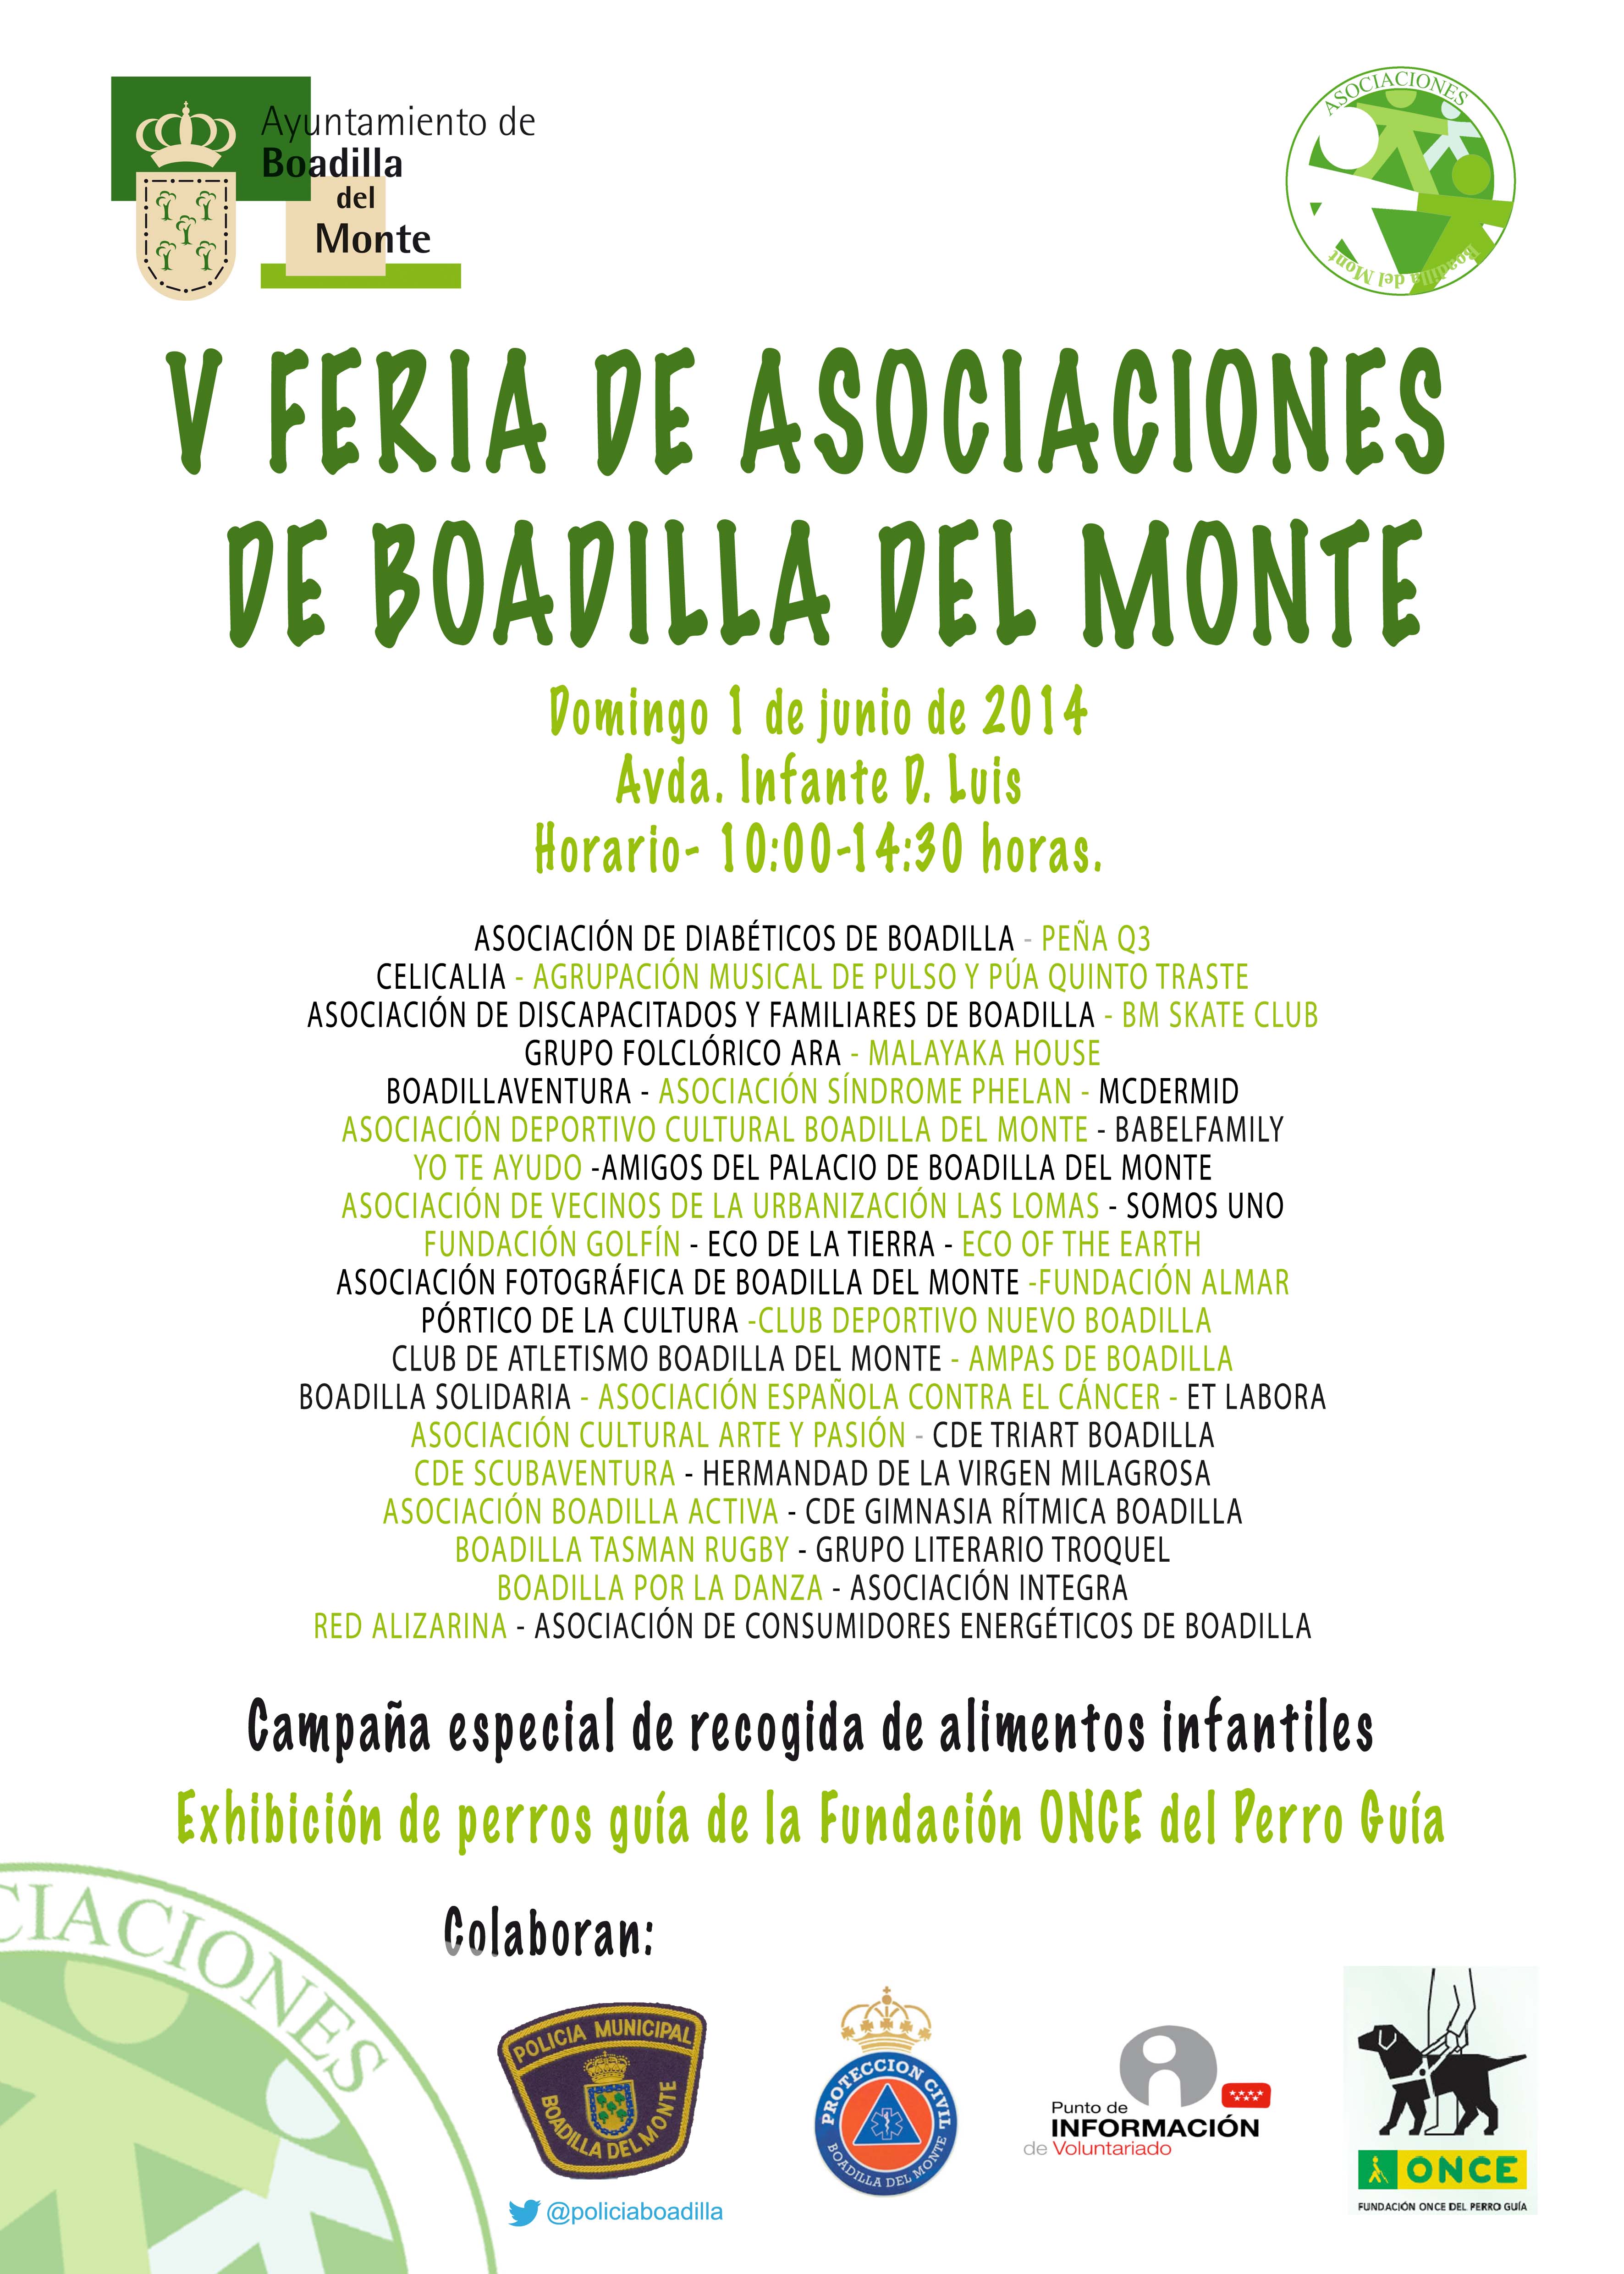 Ayuntamiento de
Boadilla
del
Monte
ASOCIACIONES
Boadilla del Mont
V FERIA DE ASOCIACIONES
DE BOADILLA DEL MONTE
Domingo 1 de junio de 2014
Avda. Infante D. Luis
Horario- 10:00-14:30 horas.
ASOCIACIÓN DE DIABÉTICOS DE BOADILLA - PEÑA Q3
CELICALIA - AGRUPACIÓN MUSICAL DE PULSO Y PÚA QUINTO TRASTE
ASOCIACIÓN DE DISCAPACITADOS Y FAMILIARES DE BOADILLA - BM SKATE CLUB
GRUPO FOLCLÓRICO ARA - MALAYAKA HOUSE
BOADILLAVENTURA - ASOCIACIÓN SÍNDROME PHELAN - MCDERMID
ASOCIACIÓN DEPORTIVO CULTURAL BOADILLA DEL MONTE - BABELFAMILY
YO TE AYUDO -AMIGOS DEL PALACIO DE BOADILLA DEL MONTE
ASOCIACIÓN DE VECINOS DE LA URBANIZACIÓN LAS LOMAS - SOMOS UNO
FUNDACIÓN GOLFÍN - ECO DE LA TIERRA - ECO OF THE EARTH
ASOCIACIÓN FOTOGRÁFICA DE BOADILLA DEL MONTE -FUNDACIÓN ALMAR
PÓRTICO DE LA CULTURA -CLUB DEPORTIVO NUEVO BOADILLA
CLUB DE ATLETISMO BOADILLA DEL MONTE - AMPAS DE BOADILLA
BOADILLA SOLIDARIA - ASOCIACIÓN ESPAÑOLA CONTRA EL CÁNCER - ET LABORA
ASOCIACIÓN CULTURAL ARTE Y PASIÓN - CDE TRIART BOADILLA
CDE SCUBAVENTURA - HERMANDAD DE LA VIRGEN MILAGROSA
ASOCIACIÓN BOADILLA ACTIVA - CDE GIMNASIA RÍTMICA BOADILLA
BOADILLA TASMAN RUGBY - GRUPO LITERARIO TROQUEL
BOADILLA POR LA DANZA - ASOCIACIÓN INTEGRA
RED ALIZARINA - ASOCIACIÓN DE CONSUMIDORES ENERGÉTICOS DE BOADILLA
Campaña especial de recogida de alimentos infantiles
Exhibición de perros guía de la Fundación ONCE del Perro Guía
Colaboran:
CIACIONES
POLICIA MUNICIPAL
BOADILLA DEL MONTE
@policiaboadilla
PROTECCION CIVIL
BOADILLA DEL MONTE
Punto de
INFORMACIÓN
de Voluntariado
ONCE
FUNDACIÓN ONCE DEL PERRO GUÍA